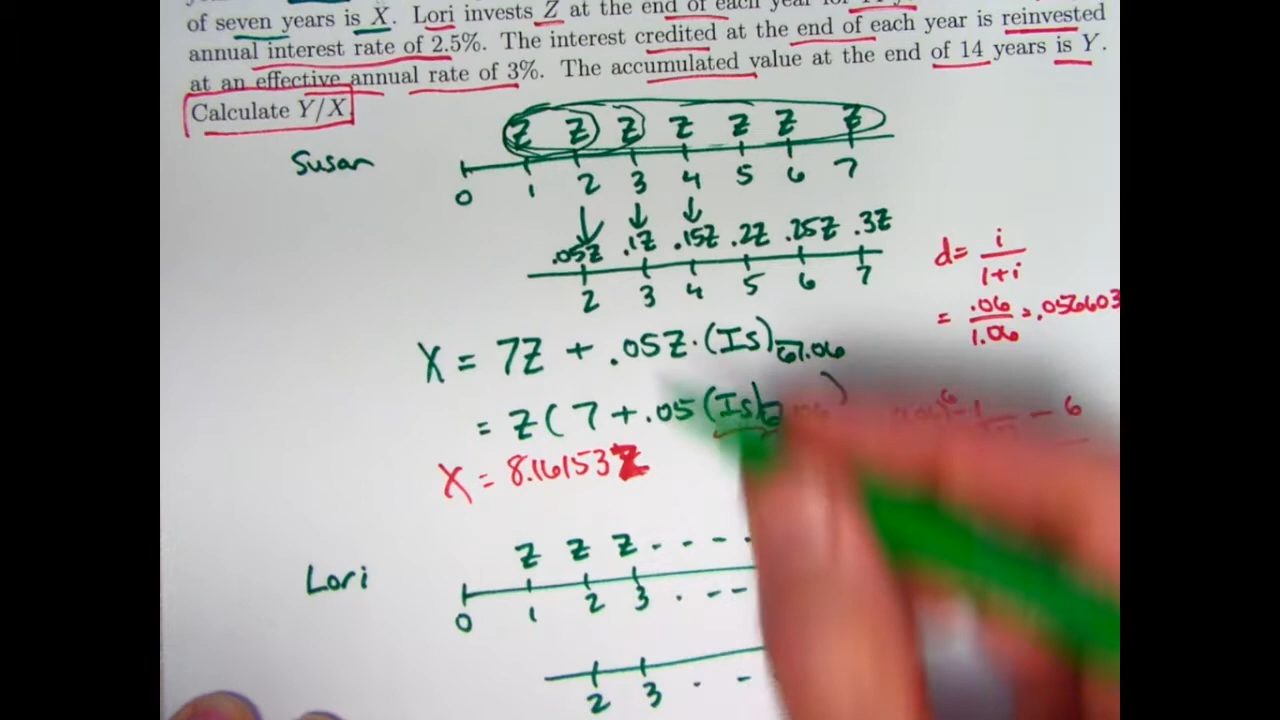 of seven years is X. Lori invests Z at the end of each year for
annual interest rate of 2.5%. The interest credited at the end of each year is reinvested
at an effective annual rate of 3%. The accumulated value at the end of 14 years is Y.
Calculate Y/X
Susan
Z Z Z Z Z Z Z
0 1 2 3 4 5 6 7
.05Z .1Z .15Z .2Z .25Z .3Z
2 3 4 5 6 7
d = i / 1+i
= .06 / 1.06 = .056603
X = 7Z + .05Z · (Is)6̅|.06
= Z ( 7 + .05 (Is) )
- 6
X = 8.16153Z
Lori
Z Z Z . - - -
0 1 2 3 . - -
2 3 . -